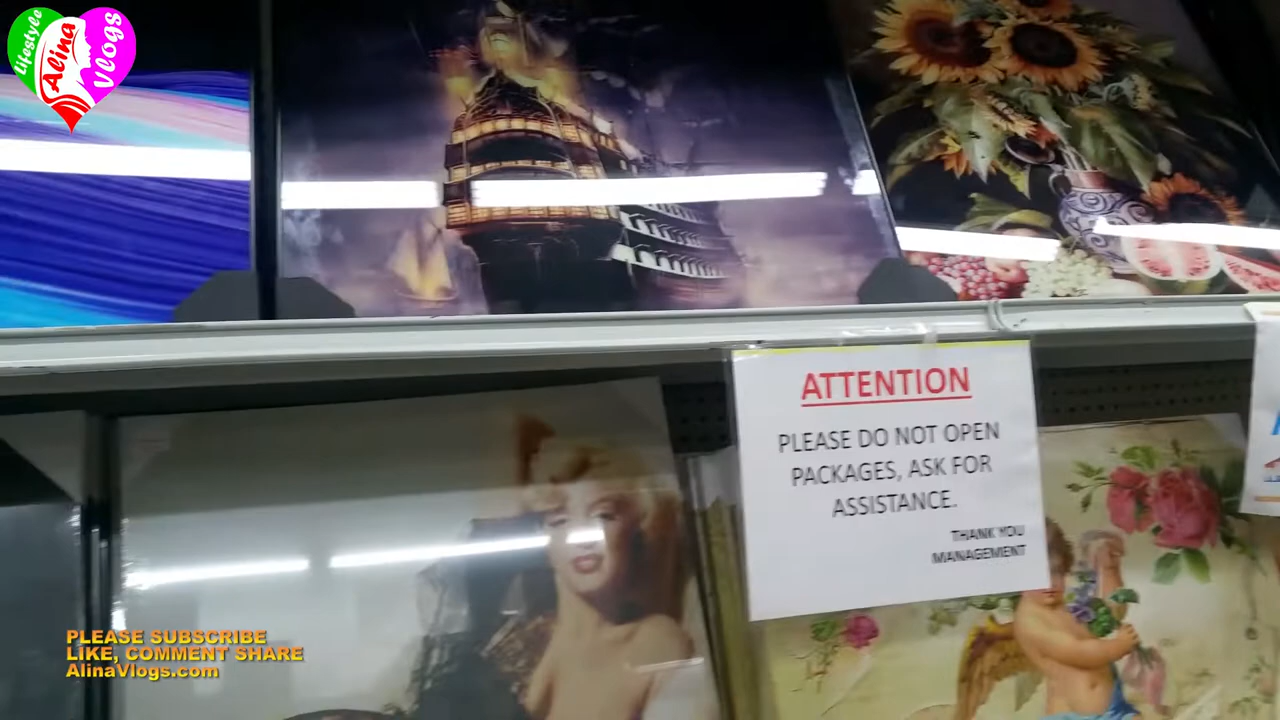 Lifestyle
Alina
Vlogs
ATTENTION
PLEASE DO NOT OPEN
PACKAGES, ASK FOR
ASSISTANCE.
THANK YOU
MANAGEMENT
PLEASE SUBSCRIBE
LIKE, COMMENT SHARE
AlinaVlogs.com